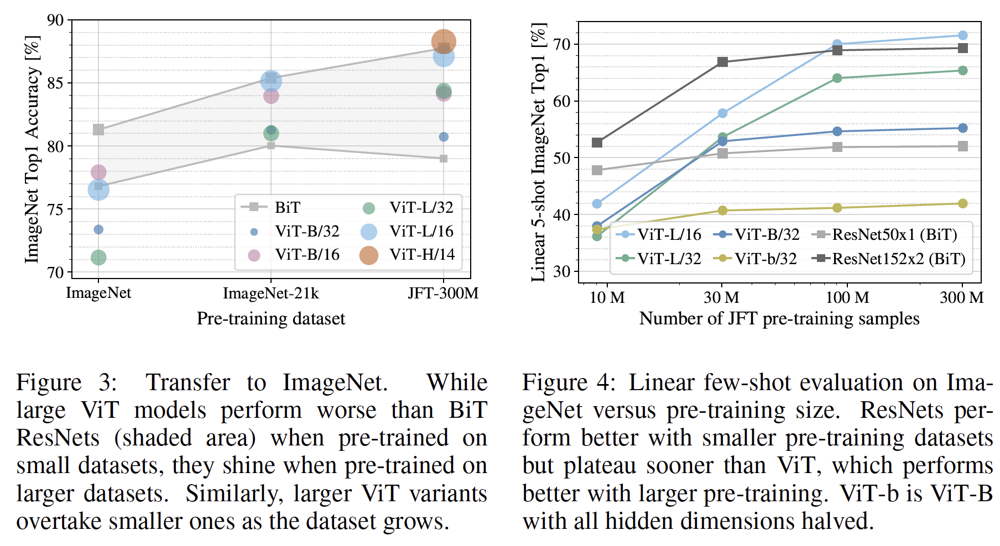 ImageNet Top1 Accuracy [%]
90
85
80
75
70
BiT
ViT-B/32
ViT-B/16
ViT-L/32
ViT-L/16
ViT-H/14
ImageNet
ImageNet-21k
JFT-300M
Pre-training dataset
Linear 5-shot ImageNet Top1 [%]
70
60
50
40
30
ViT-L/16
ViT-L/32
ViT-B/32
ViT-b/32
ResNet50x1 (BiT)
ResNet152x2 (BiT)
10 M
30 M
100 M
300 M
Number of JFT pre-training samples
Figure 3: Transfer to ImageNet. While
large ViT models perform worse than BiT
ResNets (shaded area) when pre-trained on
small datasets, they shine when pre-trained on
larger datasets. Similarly, larger ViT variants
overtake smaller ones as the dataset grows.
Figure 4: Linear few-shot evaluation on Ima-
geNet versus pre-training size. ResNets per-
form better with smaller pre-training datasets
but plateau sooner than ViT, which performs
better with larger pre-training. ViT-b is ViT-B
with all hidden dimensions halved.